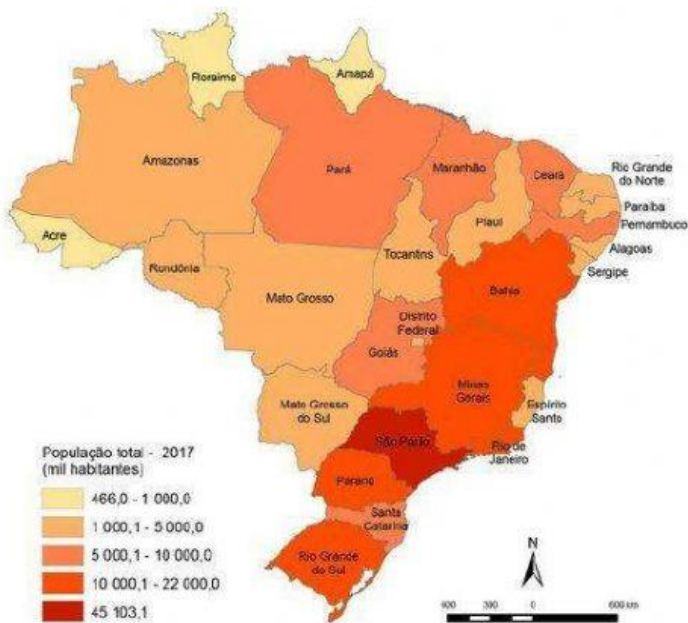 Roraima
Amapá
Amazonas
Pará
Maranhão
Ceará
Rio Grande
do Norte
Paraíba
Piauí
Pernambuco
Acre
Tocantins
Alagoas
Rondônia
Sergipe
Bahia
Mato Grosso
Distrito
Federal
Goiás
Minas
Gerais
Mato Grosso
do Sul
Espírito
Santo
São Paulo
Rio de
Janeiro
Paraná
Santa
Catarina
Rio Grande
do Sul
População total - 2017
(mil habitantes)
466,0 - 1 000,0
1 000,1 - 5 000,0
5 000,1 - 10 000,0
10 000,1 - 22 000,0
45 103,1
N
300
0
600 km